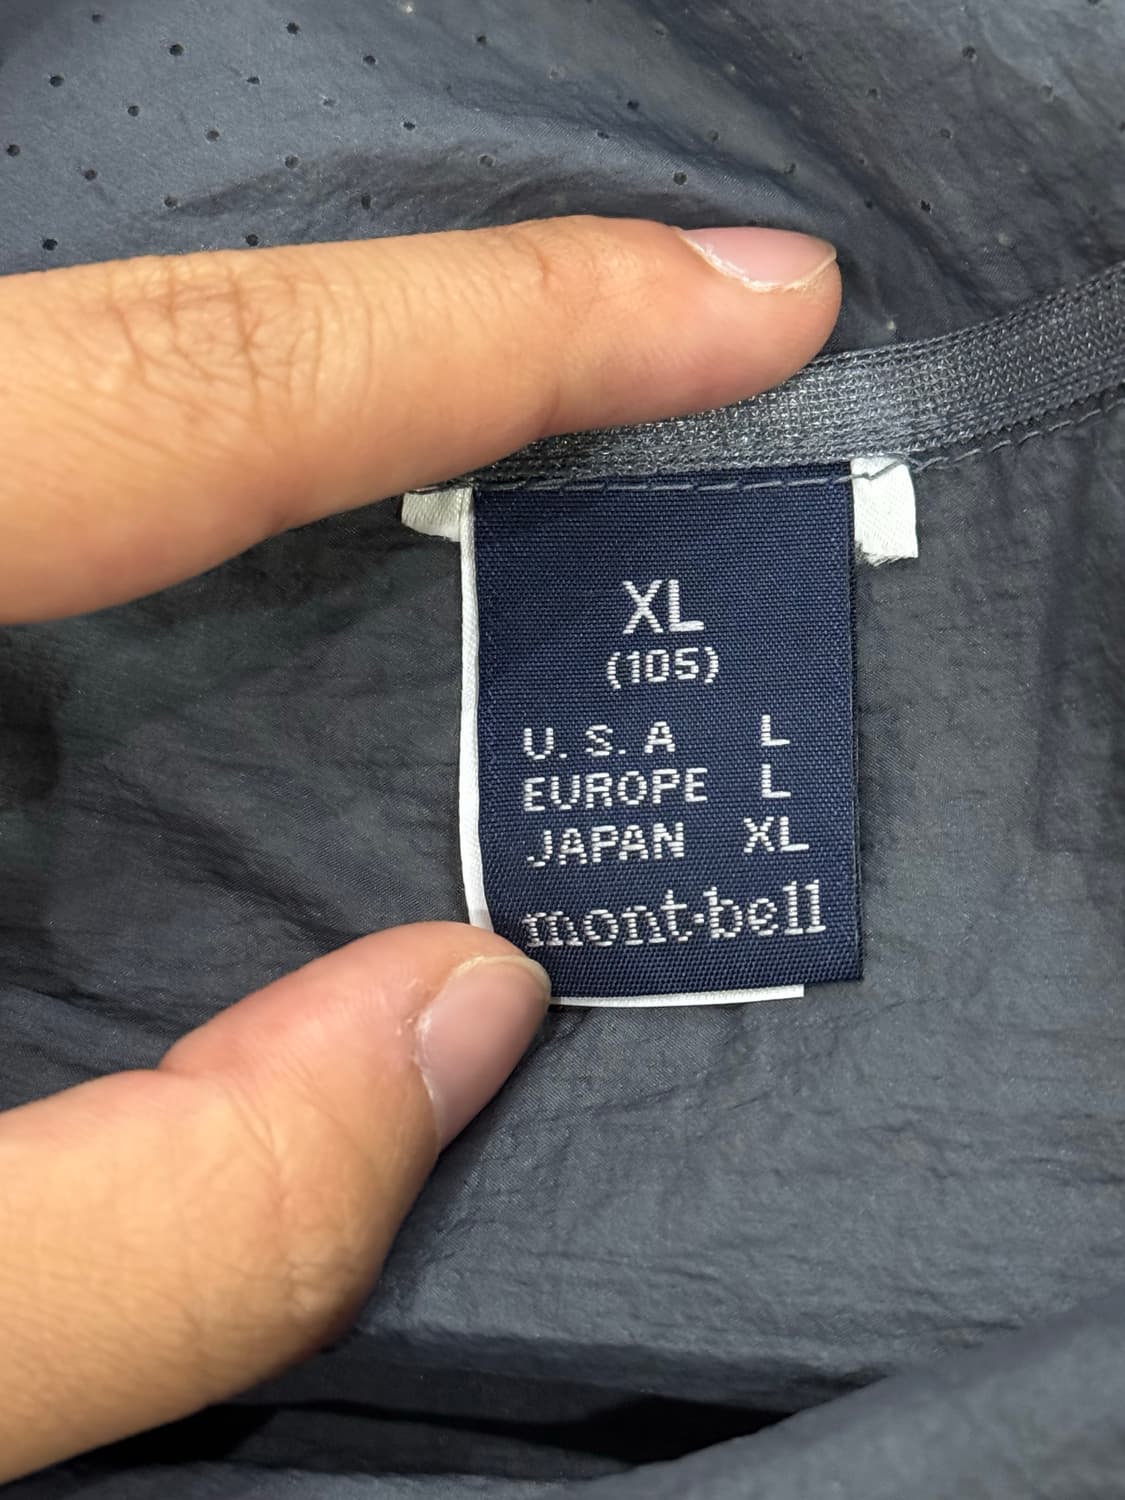 XL
(105)
U.S.A L
EUROPE L
JAPAN XL
mont-bell